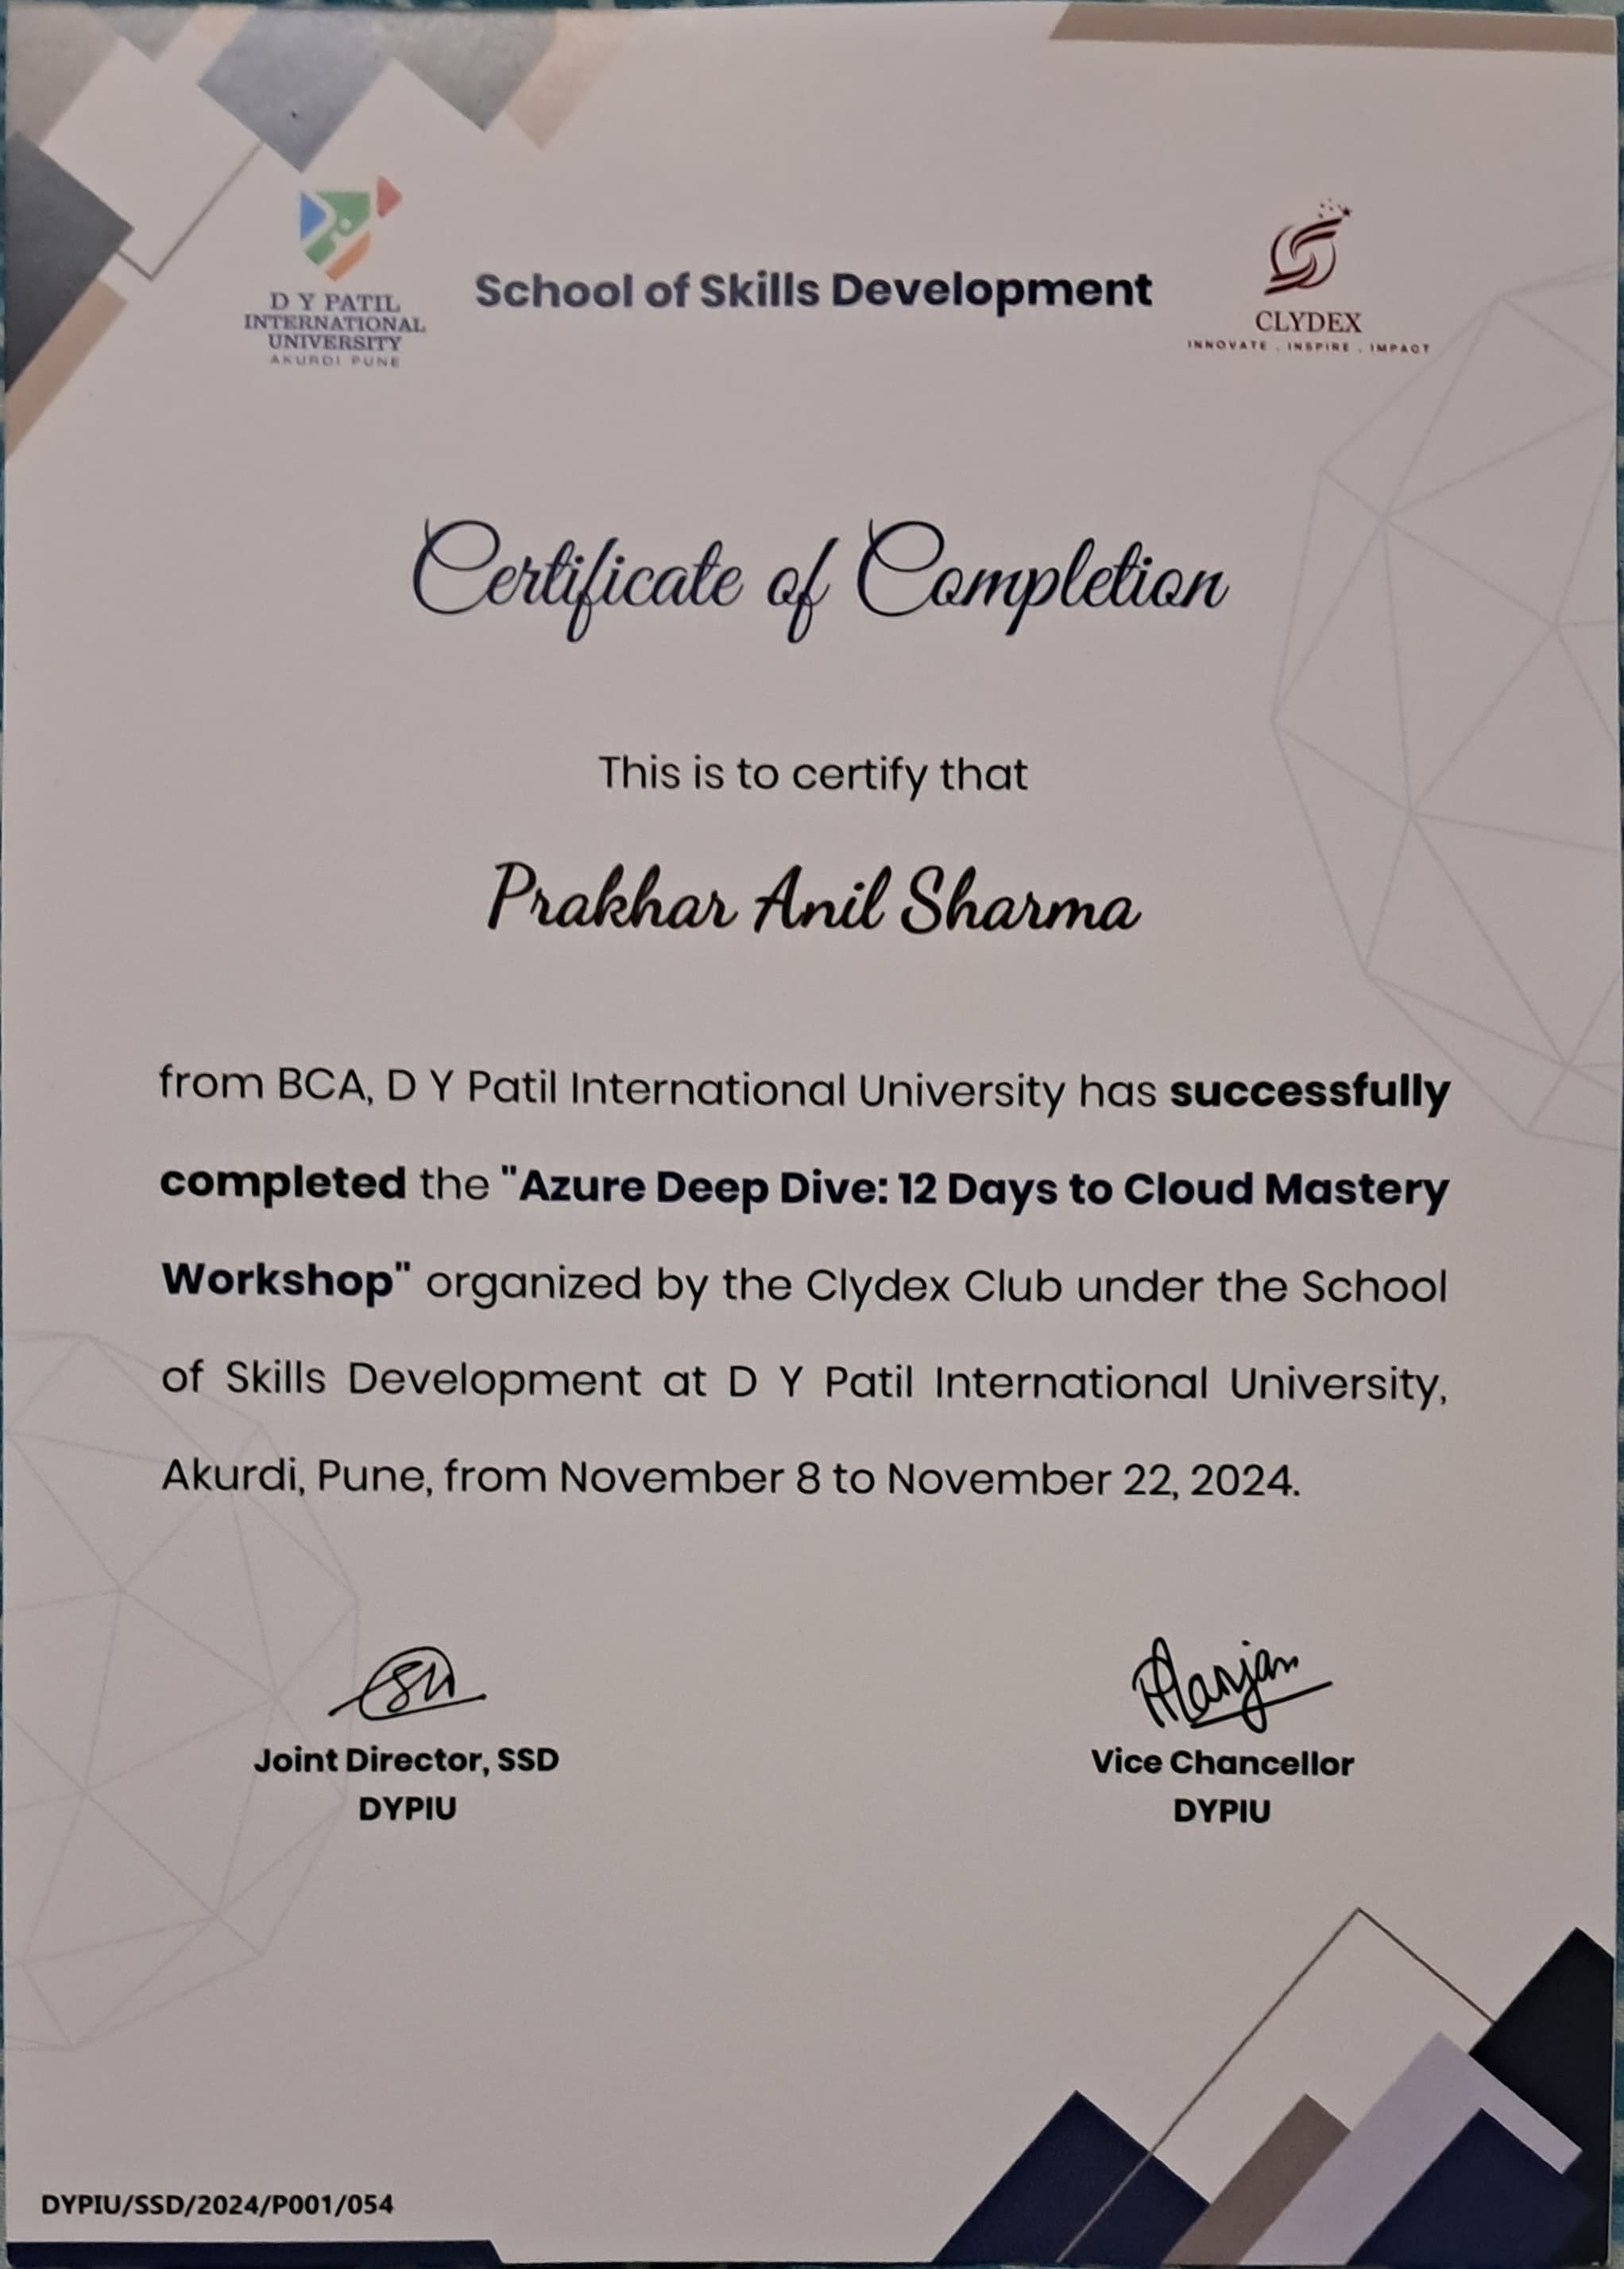 D Y PATIL
INTERNATIONAL
UNIVERSITY
AKURDI PUNE
School of Skills Development
CLYDEX
INNOVATE . INSPIRE . IMPACT
Certificate of Completion
This is to certify that
Prakhar Anil Sharma
from BCA, D Y Patil International University has successfully
completed the "Azure Deep Dive: 12 Days to Cloud Mastery
Workshop" organized by the Clydex Club under the School
of Skills Development at D Y Patil International University,
Akurdi, Pune, from November 8 to November 22, 2024.
Joint Director, SSD
DYPIU
Vice Chancellor
DYPIU
DYPIU/SSD/2024/P001/054